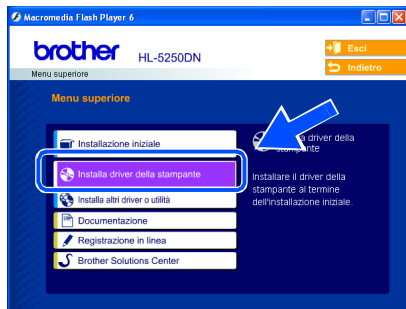 Macromedia Flash Player 6
brother
HL-5250DN
Esci
Indietro
Menu superiore
Menu superiore
Installazione iniziale
Installa driver della stampante
Installa altri driver o utilità
Documentazione
Registrazione in linea
Brother Solutions Center
driver della
stampante
Installare il driver della
stampante al termine
dell'installazione iniziale.